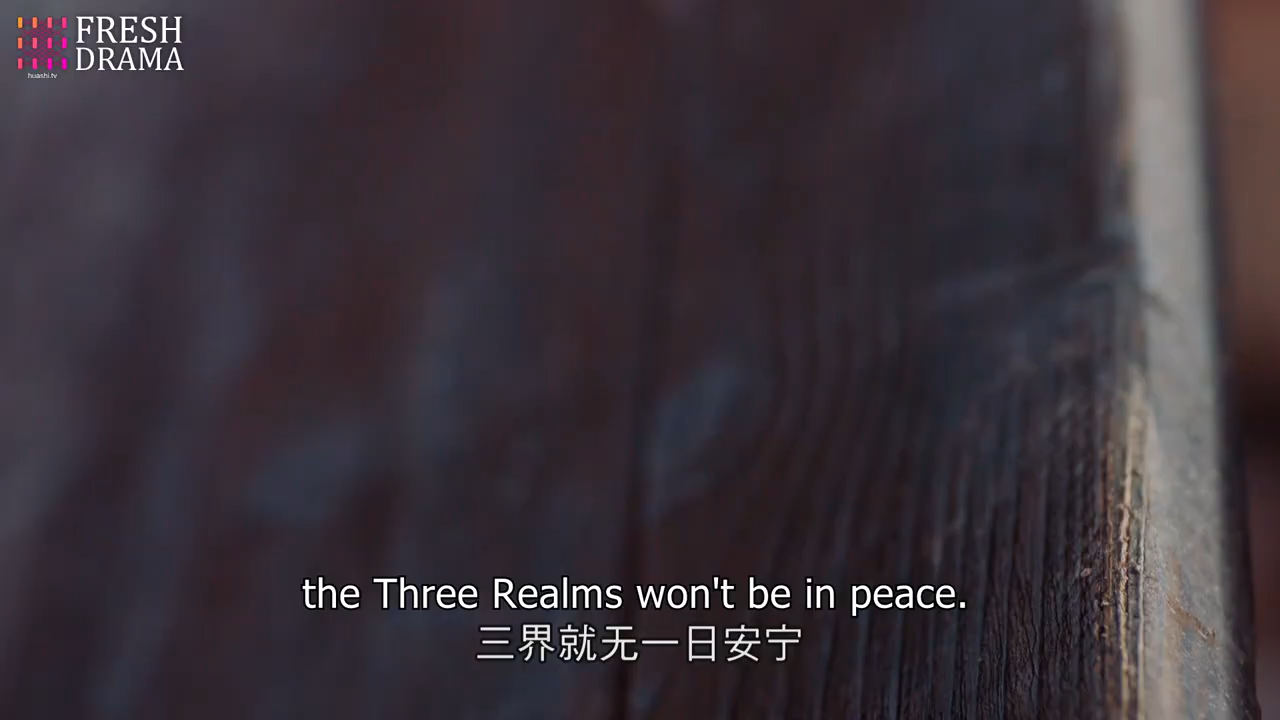 FRESH
DRAMA
huashi.tv
the Three Realms won't be in peace.
三界就无一日安宁